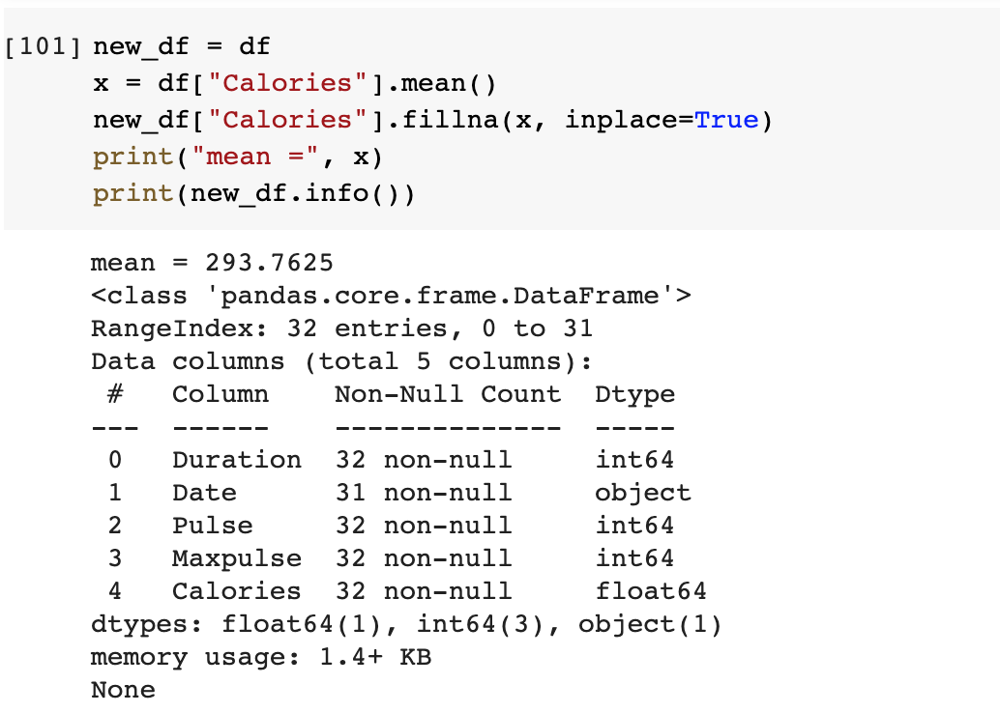 [101] new_df = df
x = df["Calories"].mean()
new_df["Calories"].fillna(x, inplace=True)
print("mean =", x)
print(new_df.info())
mean = 293.7625
<class 'pandas.core.frame.DataFrame'>
RangeIndex: 32 entries, 0 to 31
Data columns (total 5 columns):
 #   Column    Non-Null Count  Dtype
---  ------    --------------  -----
 0   Duration  32 non-null     int64
 1   Date      31 non-null     object
 2   Pulse     32 non-null     int64
 3   Maxpulse  32 non-null     int64
 4   Calories  32 non-null     float64
dtypes: float64(1), int64(3), object(1)
memory usage: 1.4+ KB
None